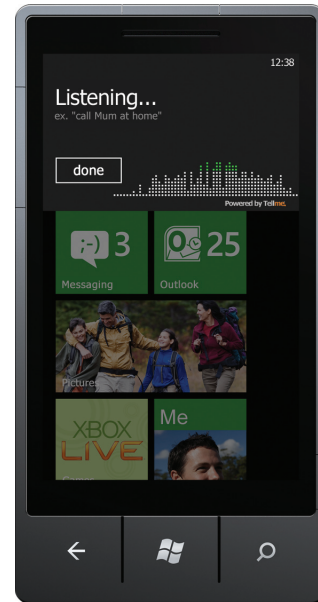 12:38
Listening...
ex. "call Mum at home"
done
Powered by Tellme.
;-) 3
25
Messaging
Outlook
Pictures
XBOX
LIVE
Me
Games